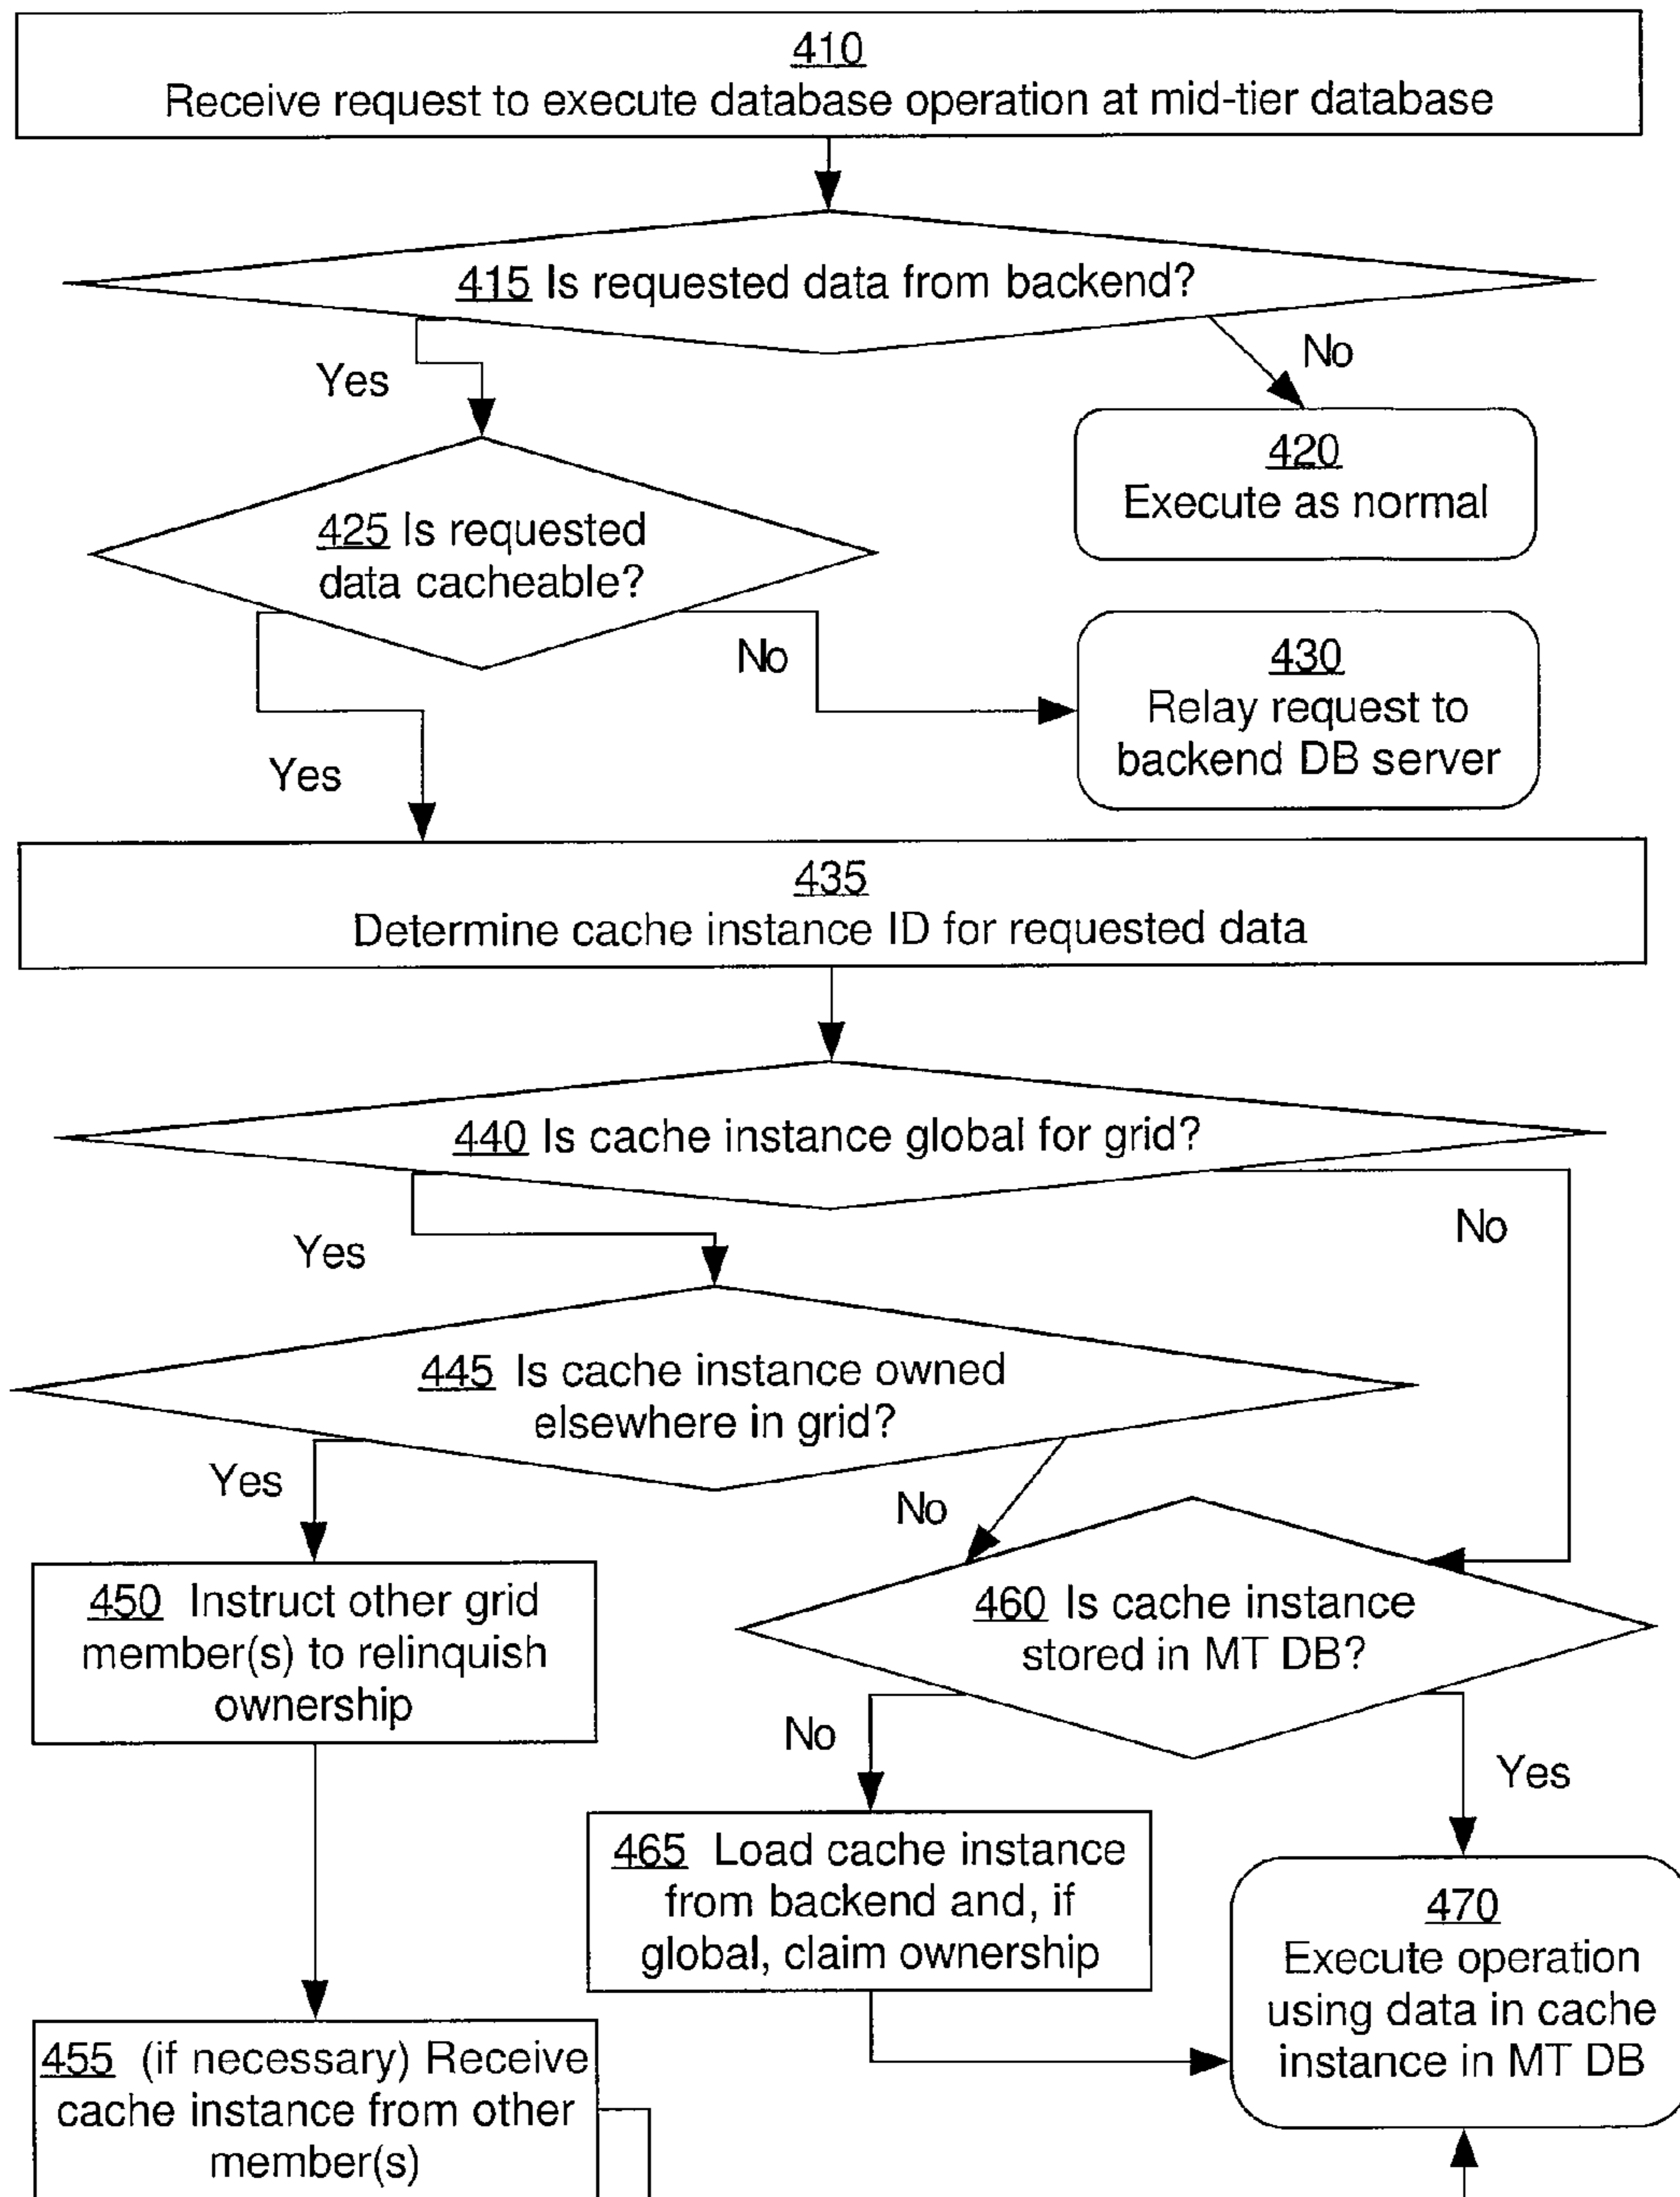 410
Receive request to execute database operation at mid-tier database
415 Is requested data from backend?
Yes
No
420
Execute as normal
425 Is requested
data cacheable?
No
430
Relay request to
backend DB server
Yes
435
Determine cache instance ID for requested data
440 Is cache instance global for grid?
Yes
No
445 Is cache instance owned
elsewhere in grid?
Yes
No
450 Instruct other grid
member(s) to relinquish
ownership
460 Is cache instance
stored in MT DB?
No
Yes
465 Load cache instance
from backend and, if
global, claim ownership
470
Execute operation
using data in cache
instance in MT DB
455 (if necessary) Receive
cache instance from other
member(s)